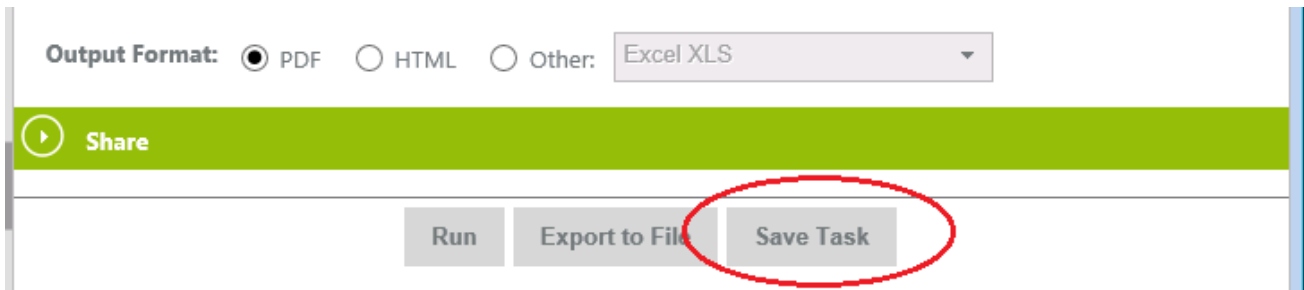 Output Format: PDF HTML Other: Excel XLS
Share
Run Export to File Save Task